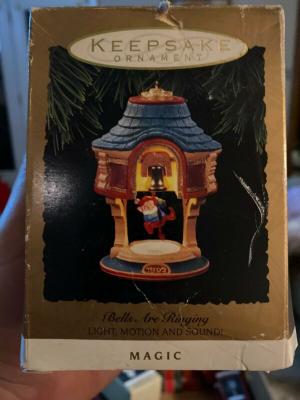 KEEPSAKE
ORNAMENT
Bells Are Ringing
LIGHT, MOTION AND SOUND!
MAGIC